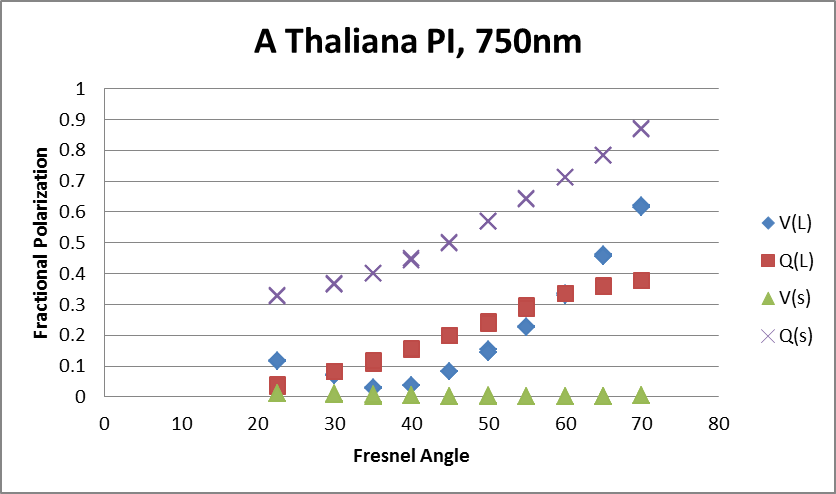 A Thaliana PI, 750nm
Fractional Polarization
1
0.9
0.8
0.7
0.6
0.5
0.4
0.3
0.2
0.1
0
0 10 20 30 40 50 60 70 80
Fresnel Angle
V(L)
Q(L)
V(s)
Q(s)